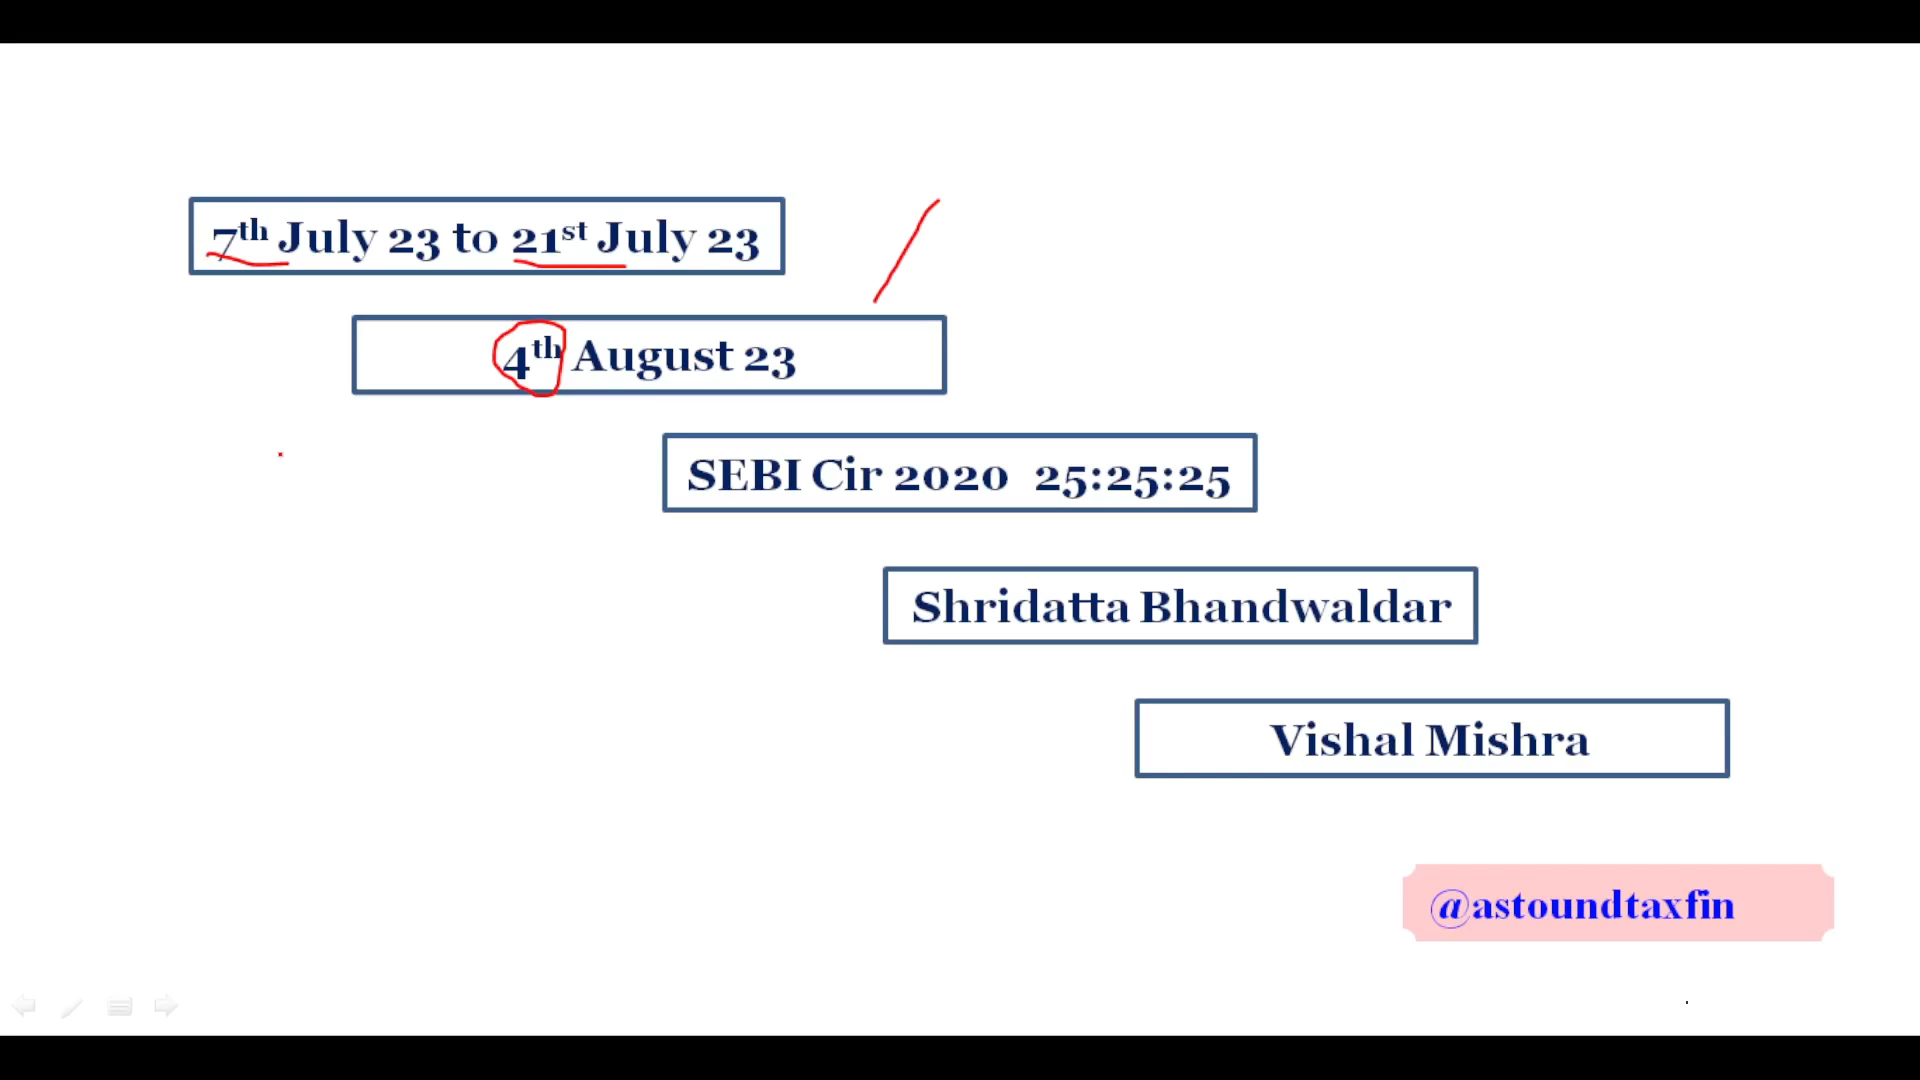 7th July 23 to 21st July 23
4th August 23
SEBI Cir 2020 25:25:25
Shridatta Bhandwaldar
Vishal Mishra
@astoundtaxfin